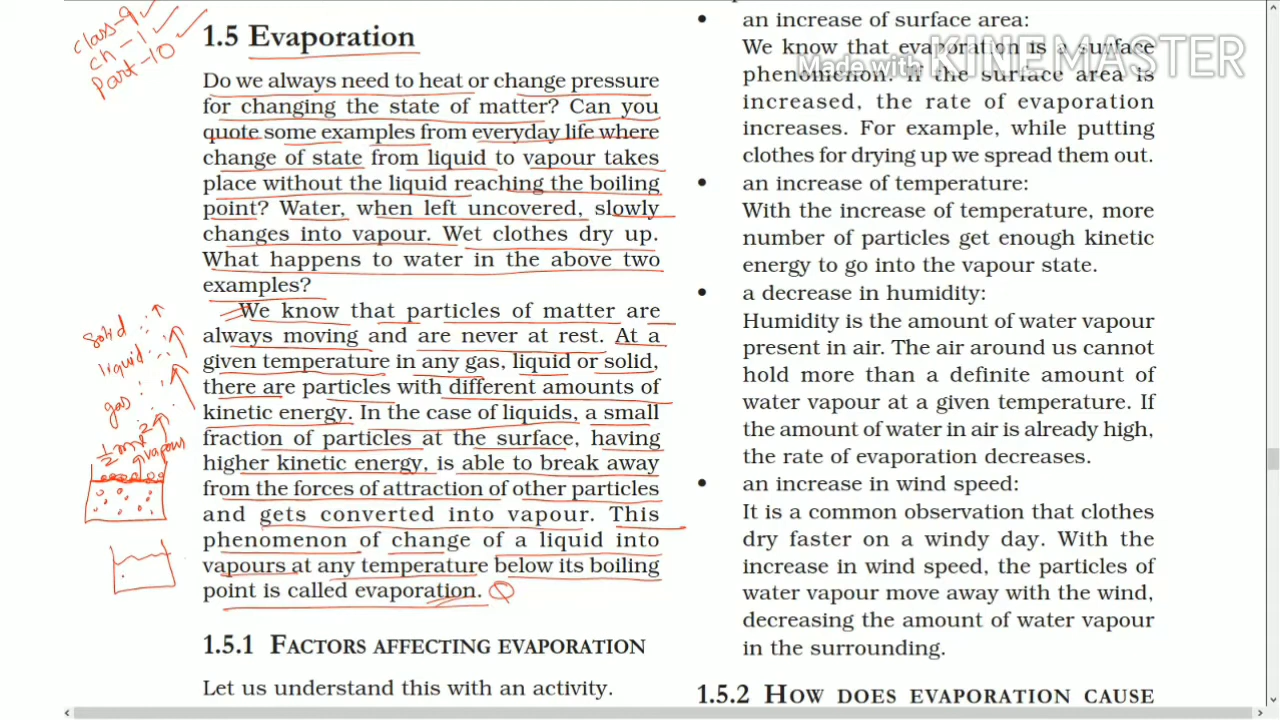 class-9
ch-1
Part-10
1.5 Evaporation
Do we always need to heat or change pressure
for changing the state of matter? Can you
quote some examples from everyday life where
change of state from liquid to vapour takes
place without the liquid reaching the boiling
point? Water, when left uncovered, slowly
changes into vapour. Wet clothes dry up.
What happens to water in the above two
examples?
We know that particles of matter are
always moving and are never at rest. At a
given temperature in any gas, liquid or solid,
there are particles with different amounts of
kinetic energy. In the case of liquids, a small
fraction of particles at the surface, having
higher kinetic energy, is able to break away
from the forces of attraction of other particles
and gets converted into vapour. This
phenomenon of change of a liquid into
vapours at any temperature below its boiling
point is called evaporation.
solid
liquid
gas
1.5.1 FACTORS AFFECTING EVAPORATION
Let us understand this with an activity.
• an increase of surface area:
We know that evaporation is a surface
phenomenon. If the surface area is
increased, the rate of evaporation
increases. For example, while putting
clothes for drying up we spread them out.
• an increase of temperature:
With the increase of temperature, more
number of particles get enough kinetic
energy to go into the vapour state.
• a decrease in humidity:
Humidity is the amount of water vapour
present in air. The air around us cannot
hold more than a definite amount of
water vapour at a given temperature. If
the amount of water in air is already high,
the rate of evaporation decreases.
• an increase in wind speed:
It is a common observation that clothes
dry faster on a windy day. With the
increase in wind speed, the particles of
water vapour move away with the wind,
decreasing the amount of water vapour
in the surrounding.
1.5.2 HOW DOES EVAPORATION CAUSE
Made with KINEMASTER